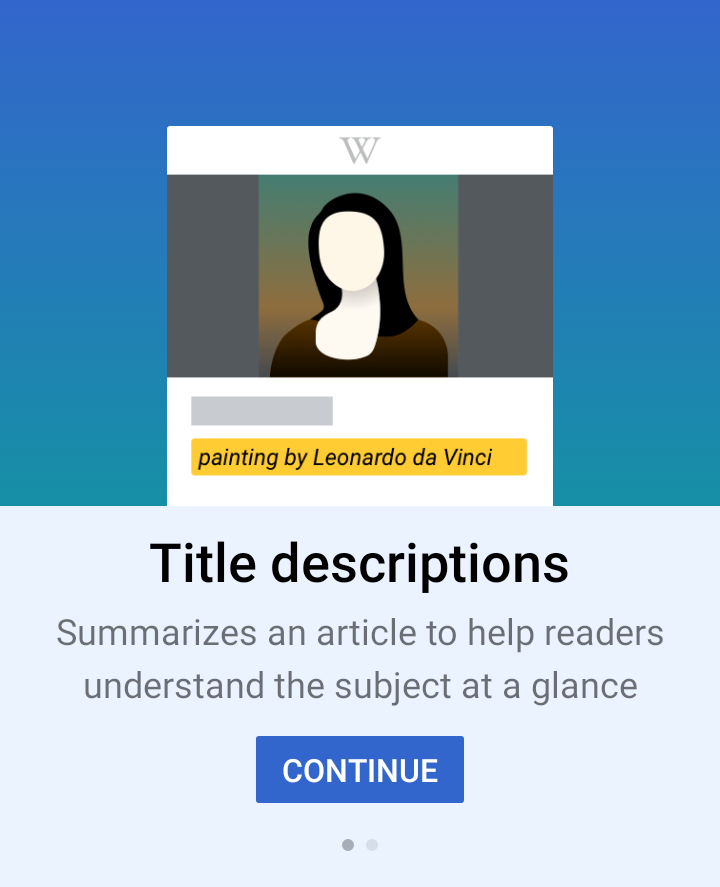 W
painting by Leonardo da Vinci
Title descriptions
Summarizes an article to help readers
understand the subject at a glance
CONTINUE